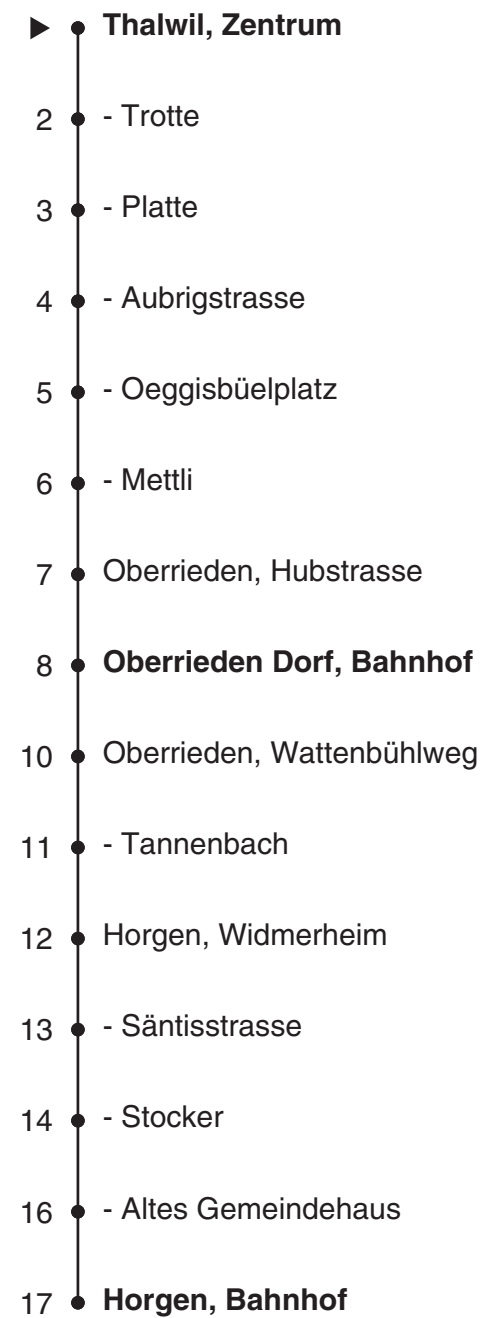 Thalwil, Zentrum
2 - Trotte
3 - Platte
4 - Aubrigstrasse
5 - Oeggisbüelplatz
6 - Mettli
7 Oberrieden, Hubstrasse
8 Oberrieden Dorf, Bahnhof
10 Oberrieden, Wattenbühlweg
11 - Tannenbach
12 Horgen, Widmerheim
13 - Säntisstrasse
14 - Stocker
16 - Altes Gemeindehaus
17 Horgen, Bahnhof